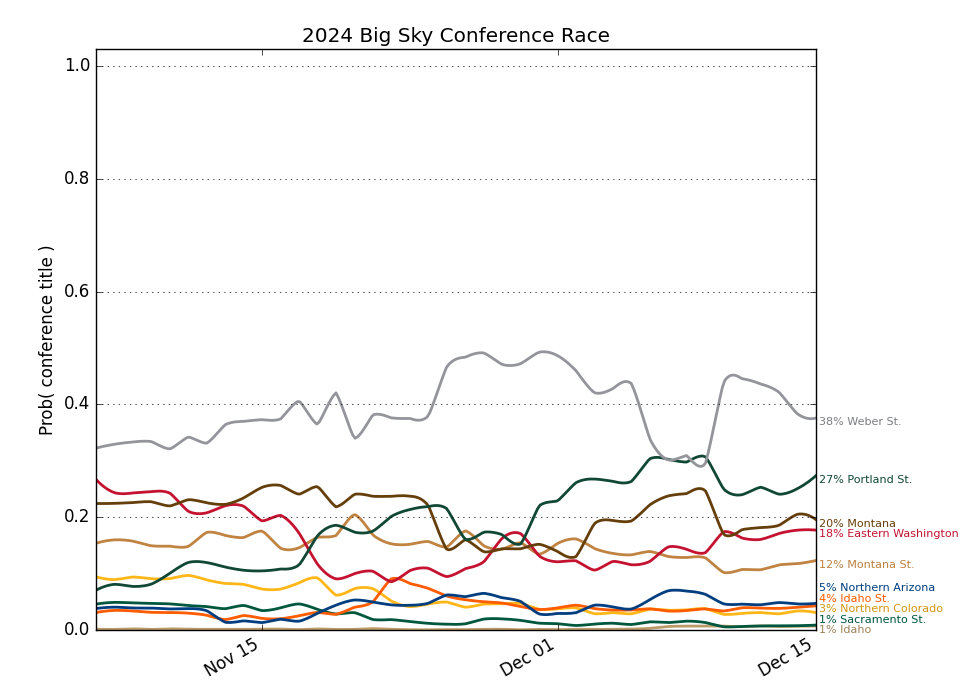 2024 Big Sky Conference Race
Prob( conference title )
1.0
0.8
0.6
0.4
0.2
0.0
Nov 15
Dec 01
Dec 15
38% Weber St.
27% Portland St.
20% Montana
18% Eastern Washington
12% Montana St.
5% Northern Arizona
4% Idaho St.
3% Northern Colorado
1% Sacramento St.
1% Idaho